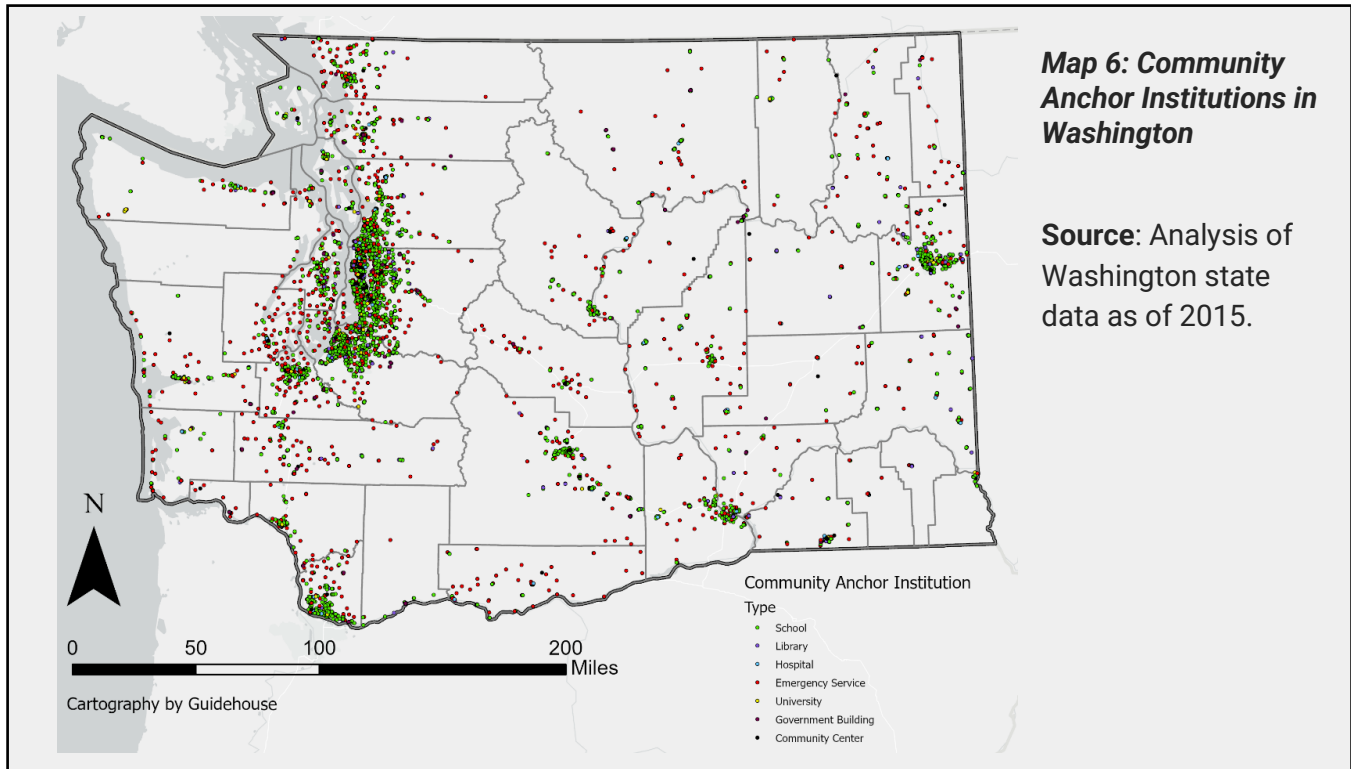 Map 6: Community
Anchor Institutions in
Washington
Source: Analysis of
Washington state
data as of 2015.
N
0 50 100 200
Miles
Cartography by Guidehouse
Community Anchor Institution
Type
School
Library
Hospital
Emergency Service
University
Government Building
Community Center